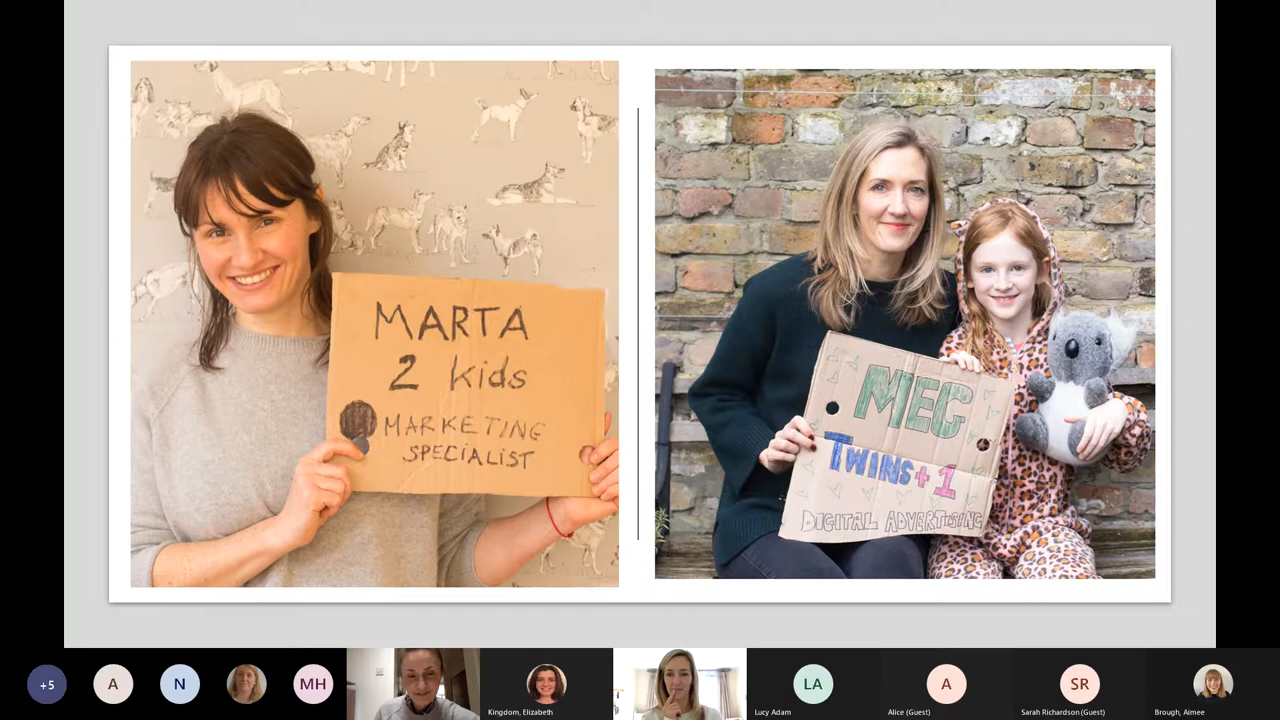 MARTA
2 kids
MARKETING
SPECIALIST
MEG
TWINS+1
DIGITAL ADVERTISING
+5
A
N
MH
Kingdom, Elizabeth
LA
Lucy Adam
A
Alice (Guest)
SR
Sarah Richardson (Guest)
Brough, Aimee